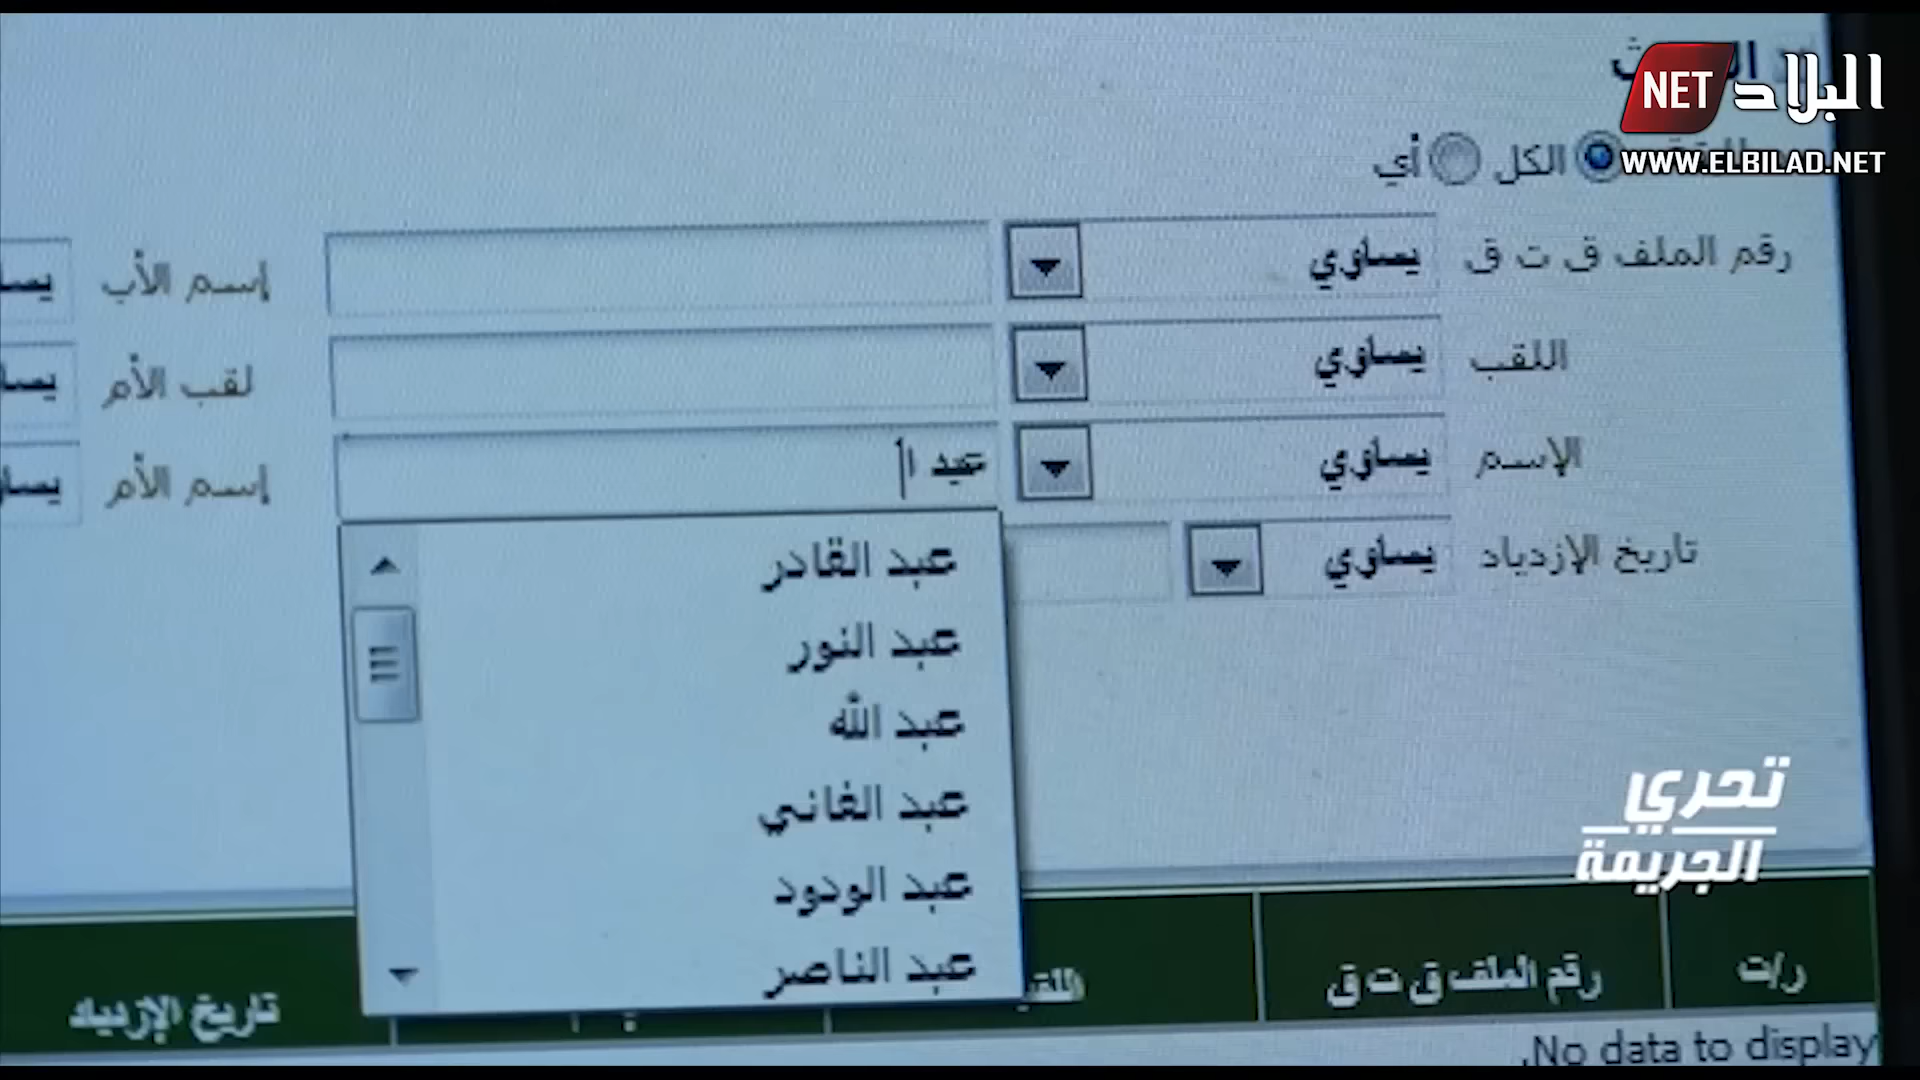 البلاد NET
WWW.ELBILAD.NET
الكل أي
رقم الملف ق ت ق يساوي
إسم الأب
اللقب يساوي
لقب الأم
الإسم يساوي عبد ا
إسم الأم
تاريخ الإزدياد يساوي
عبد القادر
عبد النور
عبد الله
عبد الغاني
عبد الودود
عبد الناصر
تحري
الجريمة
ر/ت رقم الملف ق ت ق تاريخ الإزدياد
No data to display.